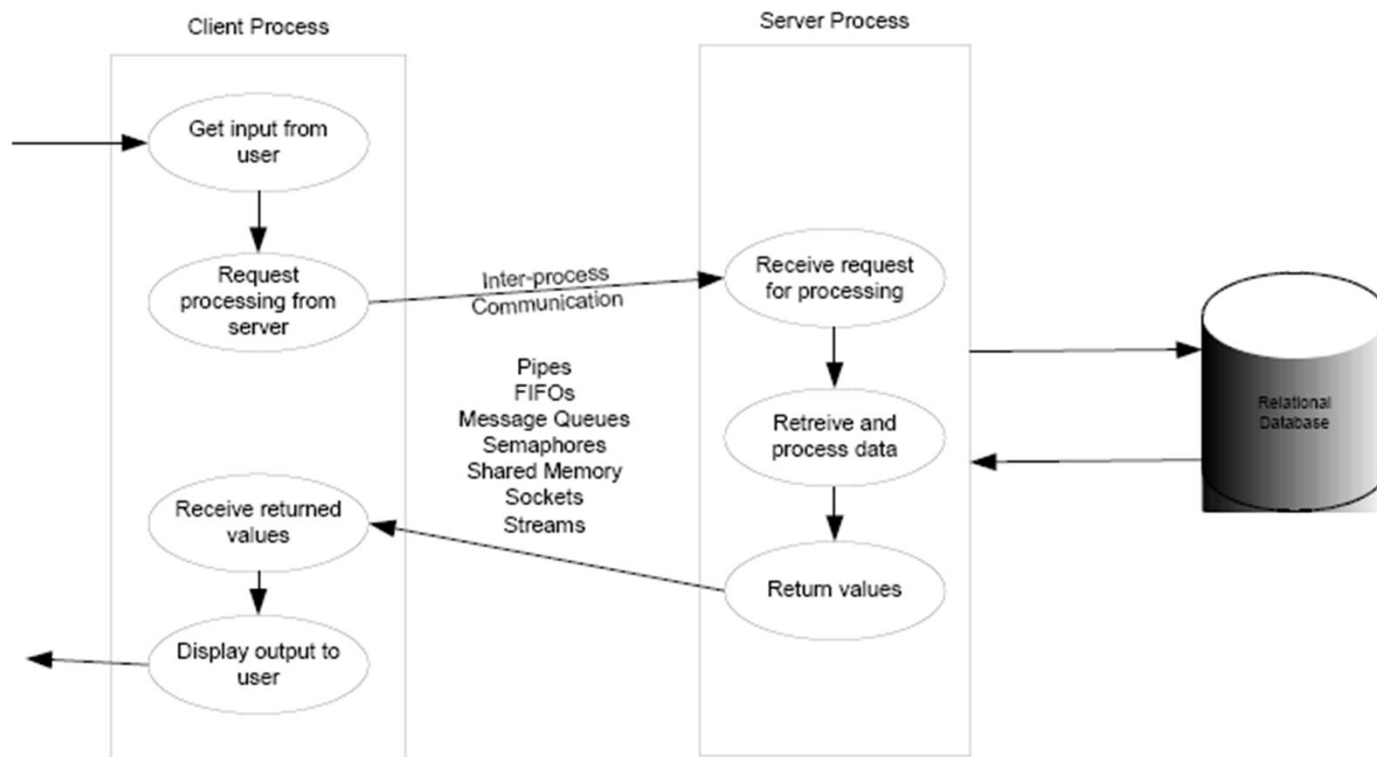 Client Process
Server Process
Get input from
user
Request
processing from
server
Inter-process
Communication
Receive request
for processing
Pipes
FIFOs
Message Queues
Semaphores
Shared Memory
Sockets
Streams
Retreive and
process data
Relational
Database
Receive returned
values
Return values
Display output to
user